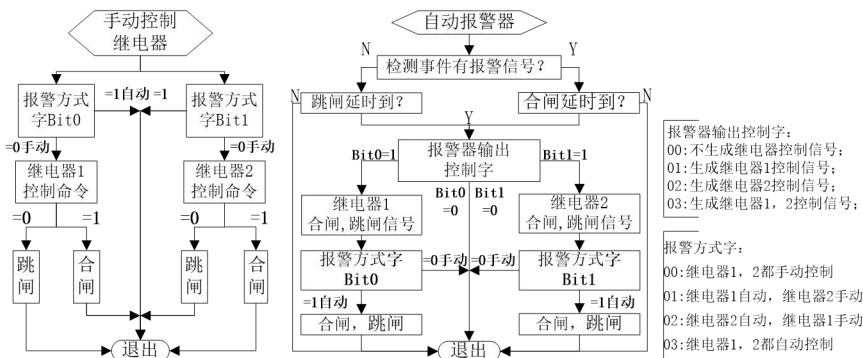 手动控制
继电器
报警方式
字Bit0
=1自动
=1
报警方式
字Bit1
=0手动
=0手动
继电器1
控制命令
继电器2
控制命令
=0
=1
=0
=1
跳闸
合闸
跳闸
合闸
退出
自动报警器
N
Y
检测事件有报警信号？
N
跳闸延时到？
合闸延时到？
N
Y
Bit0=1
报警器输出
控制字
Bit1=1
继电器1
合闸,跳闸信号
Bit0
=0
Bit1
=0
继电器2
合闸,跳闸信号
报警方式字
Bit0
=0手动
=0手动
报警方式字
Bit1
=1自动
=1自动
合闸，跳闸
合闸，跳闸
退出
报警器输出控制字：
00:不生成继电器控制信号；
01:生成继电器1控制信号；
02:生成继电器2控制信号；
03:生成继电器1，2控制信号；
报警方式字：
00:继电器1，2都手动控制
01:继电器1自动，继电器2手动
02:继电器2自动，继电器1手动
03:继电器1，2都自动控制